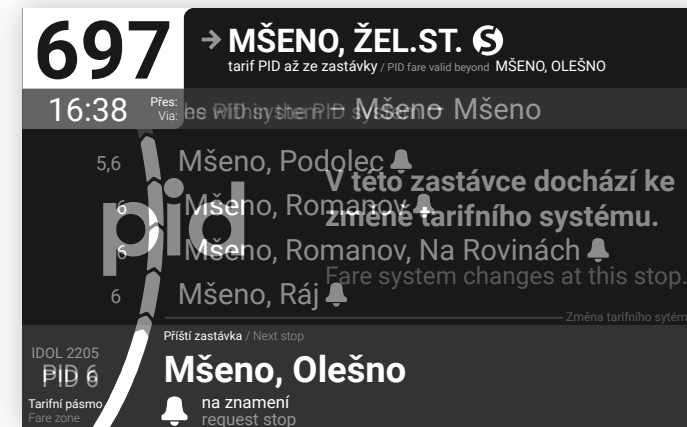 697
→ MŠENO, ŽEL.ST. S
tarif PID až ze zastávky / PID fare valid beyond MŠENO, OLEŠNO
16:38
Přes:
Via:
– Mšeno Mšeno
5,6 Mšeno, Podolec
6 Mšeno, Romanov
6 Mšeno, Romanov, Na Rovinách
6 Mšeno, Ráj
pid
V této zastávce dochází ke
změně tarifního systému.
Fare system changes at this stop.
Změna tarifního sytém
Příští zastávka / Next stop
Mšeno, Olešno
na znamení
request stop
IDOL 2205
PID 6
Tarifní pásmo
Fare zone